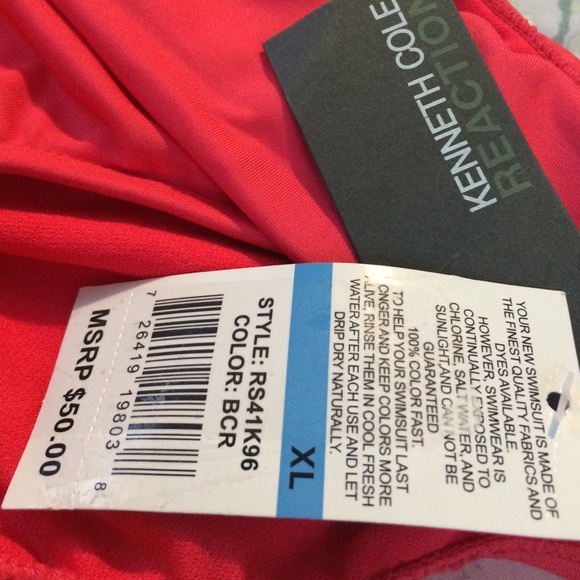 KENNETH COLE
REACTION
YOUR NEW SWIMSUIT IS MADE OF
THE FINEST QUALITY FABRICS AND
DYES AVAILABLE.
HOWEVER, SWIMWEAR IS
CONTINUALLY EXPOSED TO
CHLORINE, SALT WATER, AND
SUNLIGHT, AND CAN NOT BE
GUARANTEED
100% COLOR FAST.
TO HELP YOUR SWIMSUIT LAST
ONGER AND KEEP COLORS MORE
ALIVE, RINSE THEM IN COOL FRESH
WATER AFTER EACH USE AND LET
DRIP DRY NATURALLY.
XL
STYLE: RS41K96
COLOR: BCR
7 26419 19803 8
MSRP $50.00